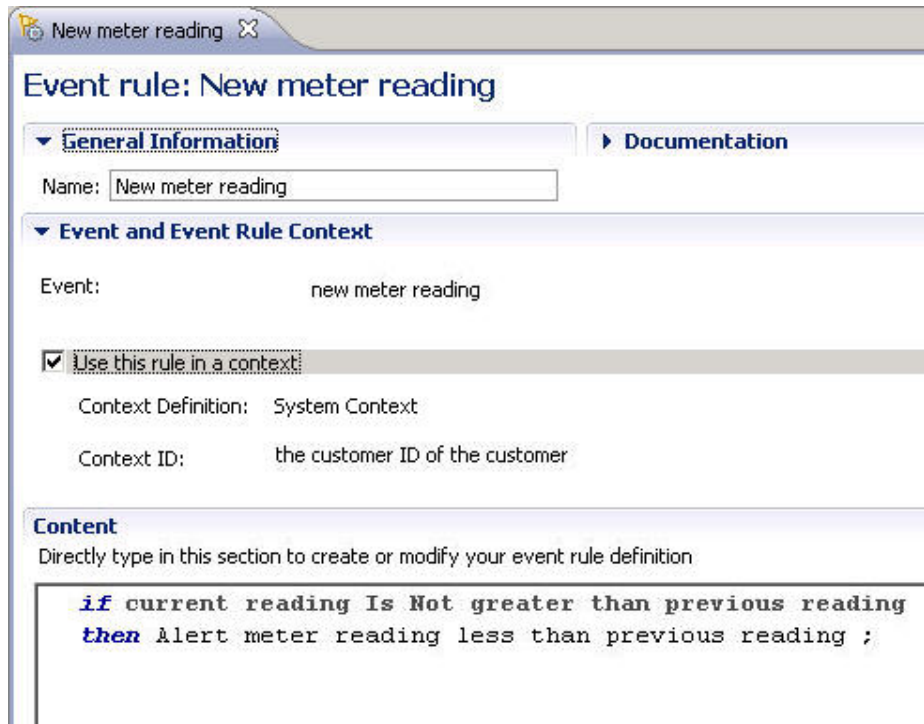 New meter reading
Event rule: New meter reading
General Information
Documentation
Name: New meter reading
Event and Event Rule Context
Event: new meter reading
Use this rule in a context
Context Definition: System Context
Context ID: the customer ID of the customer
Content
Directly type in this section to create or modify your event rule definition
if current reading Is Not greater than previous reading
then Alert meter reading less than previous reading ;